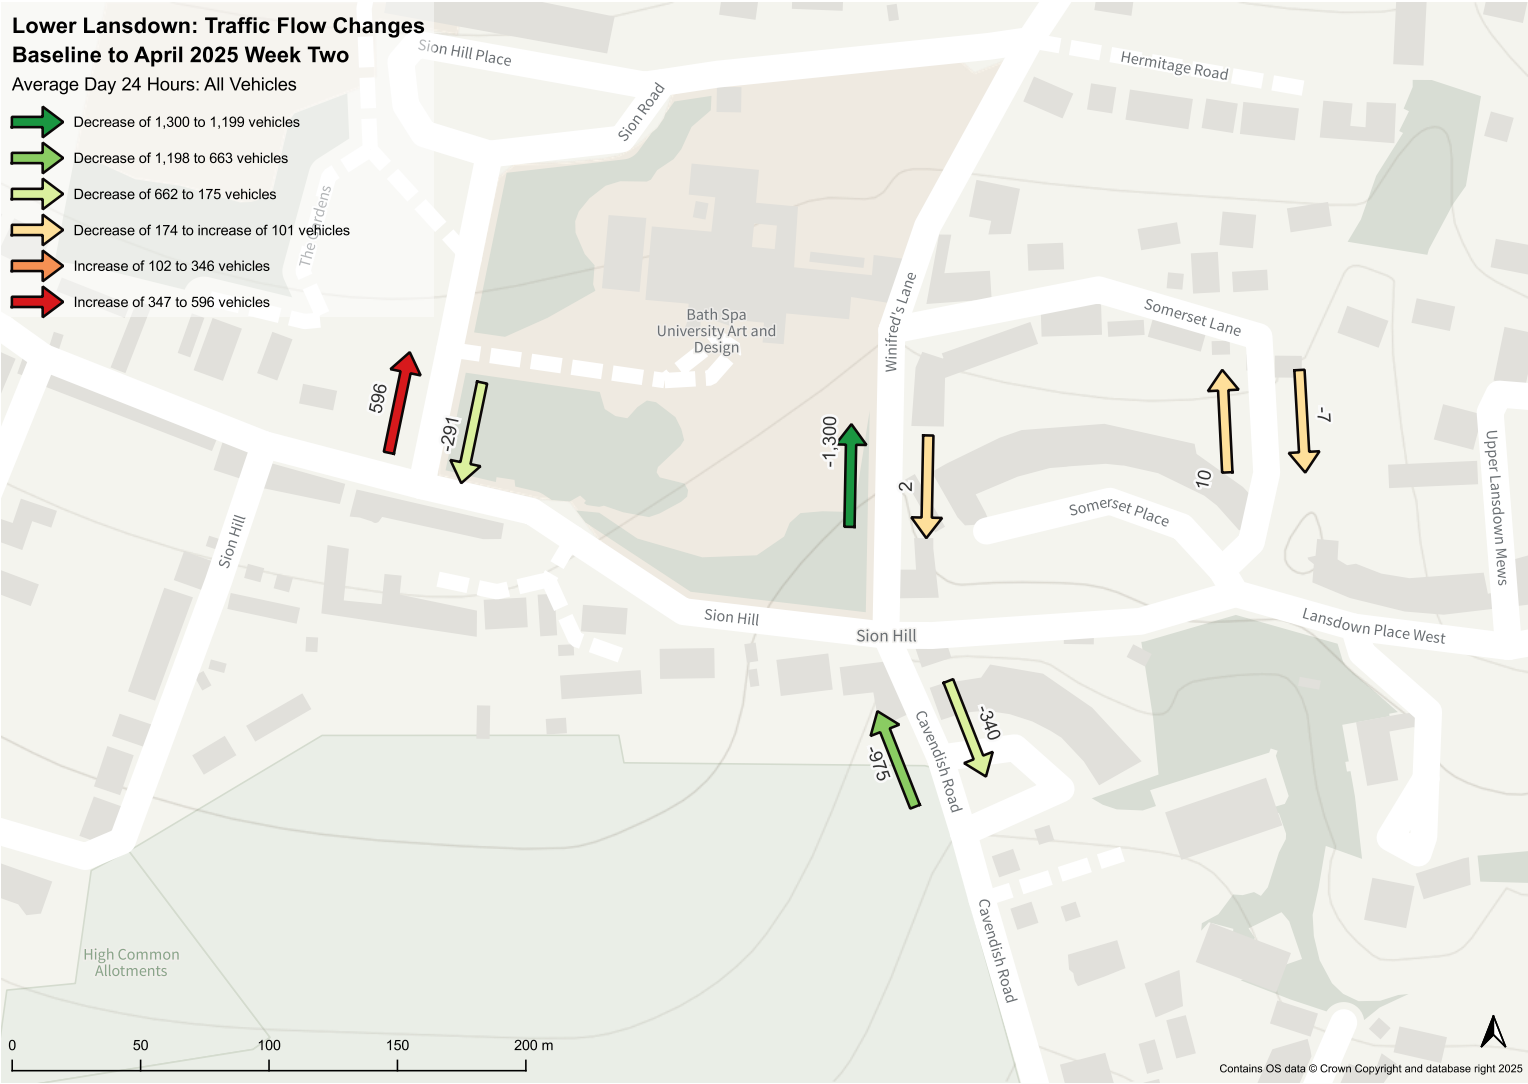 Lower Lansdown: Traffic Flow Changes
Baseline to April 2025 Week Two
Average Day 24 Hours: All Vehicles
Decrease of 1,300 to 1,199 vehicles
Decrease of 1,198 to 663 vehicles
Decrease of 662 to 175 vehicles
Decrease of 174 to increase of 101 vehicles
Increase of 102 to 346 vehicles
Increase of 347 to 596 vehicles
Sion Hill Place
Sion Road
Hermitage Road
The Gardens
Winifred's Lane
Somerset Lane
Bath Spa
University Art and
Design
596
-291
-1,300
2
10
-7
Upper Lansdown Mews
Somerset Place
Sion Hill
Sion Hill
Sion Hill
Lansdown Place West
-340
-975
Cavendish Road
Cavendish Road
High Common
Allotments
0 50 100 150 200 m
Contains OS data © Crown Copyright and database right 2025